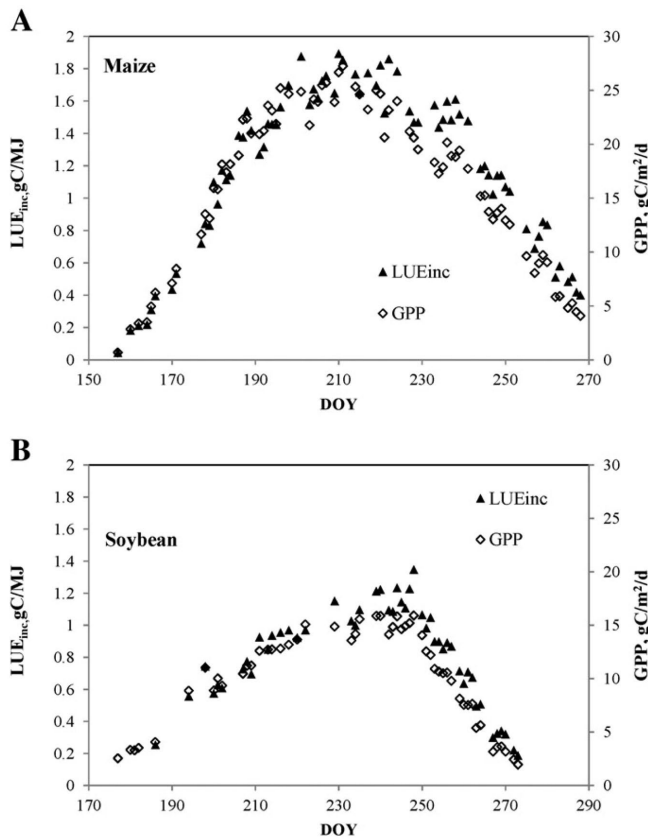 A
Maize
2
1.8
1.6
1.4
1.2
1
0.8
0.6
0.4
0.2
0
LUEinc,gC/MJ
30
25
20
15
10
5
0
GPP, gC/m²/d
LUEinc
GPP
150 170 190 210 230 250 270
DOY
B
Soybean
2
1.8
1.6
1.4
1.2
1
0.8
0.6
0.4
0.2
0
LUEinc,gC/MJ
30
25
20
15
10
5
0
GPP, gC/m²/d
LUEinc
GPP
170 190 210 230 250 270 290
DOY